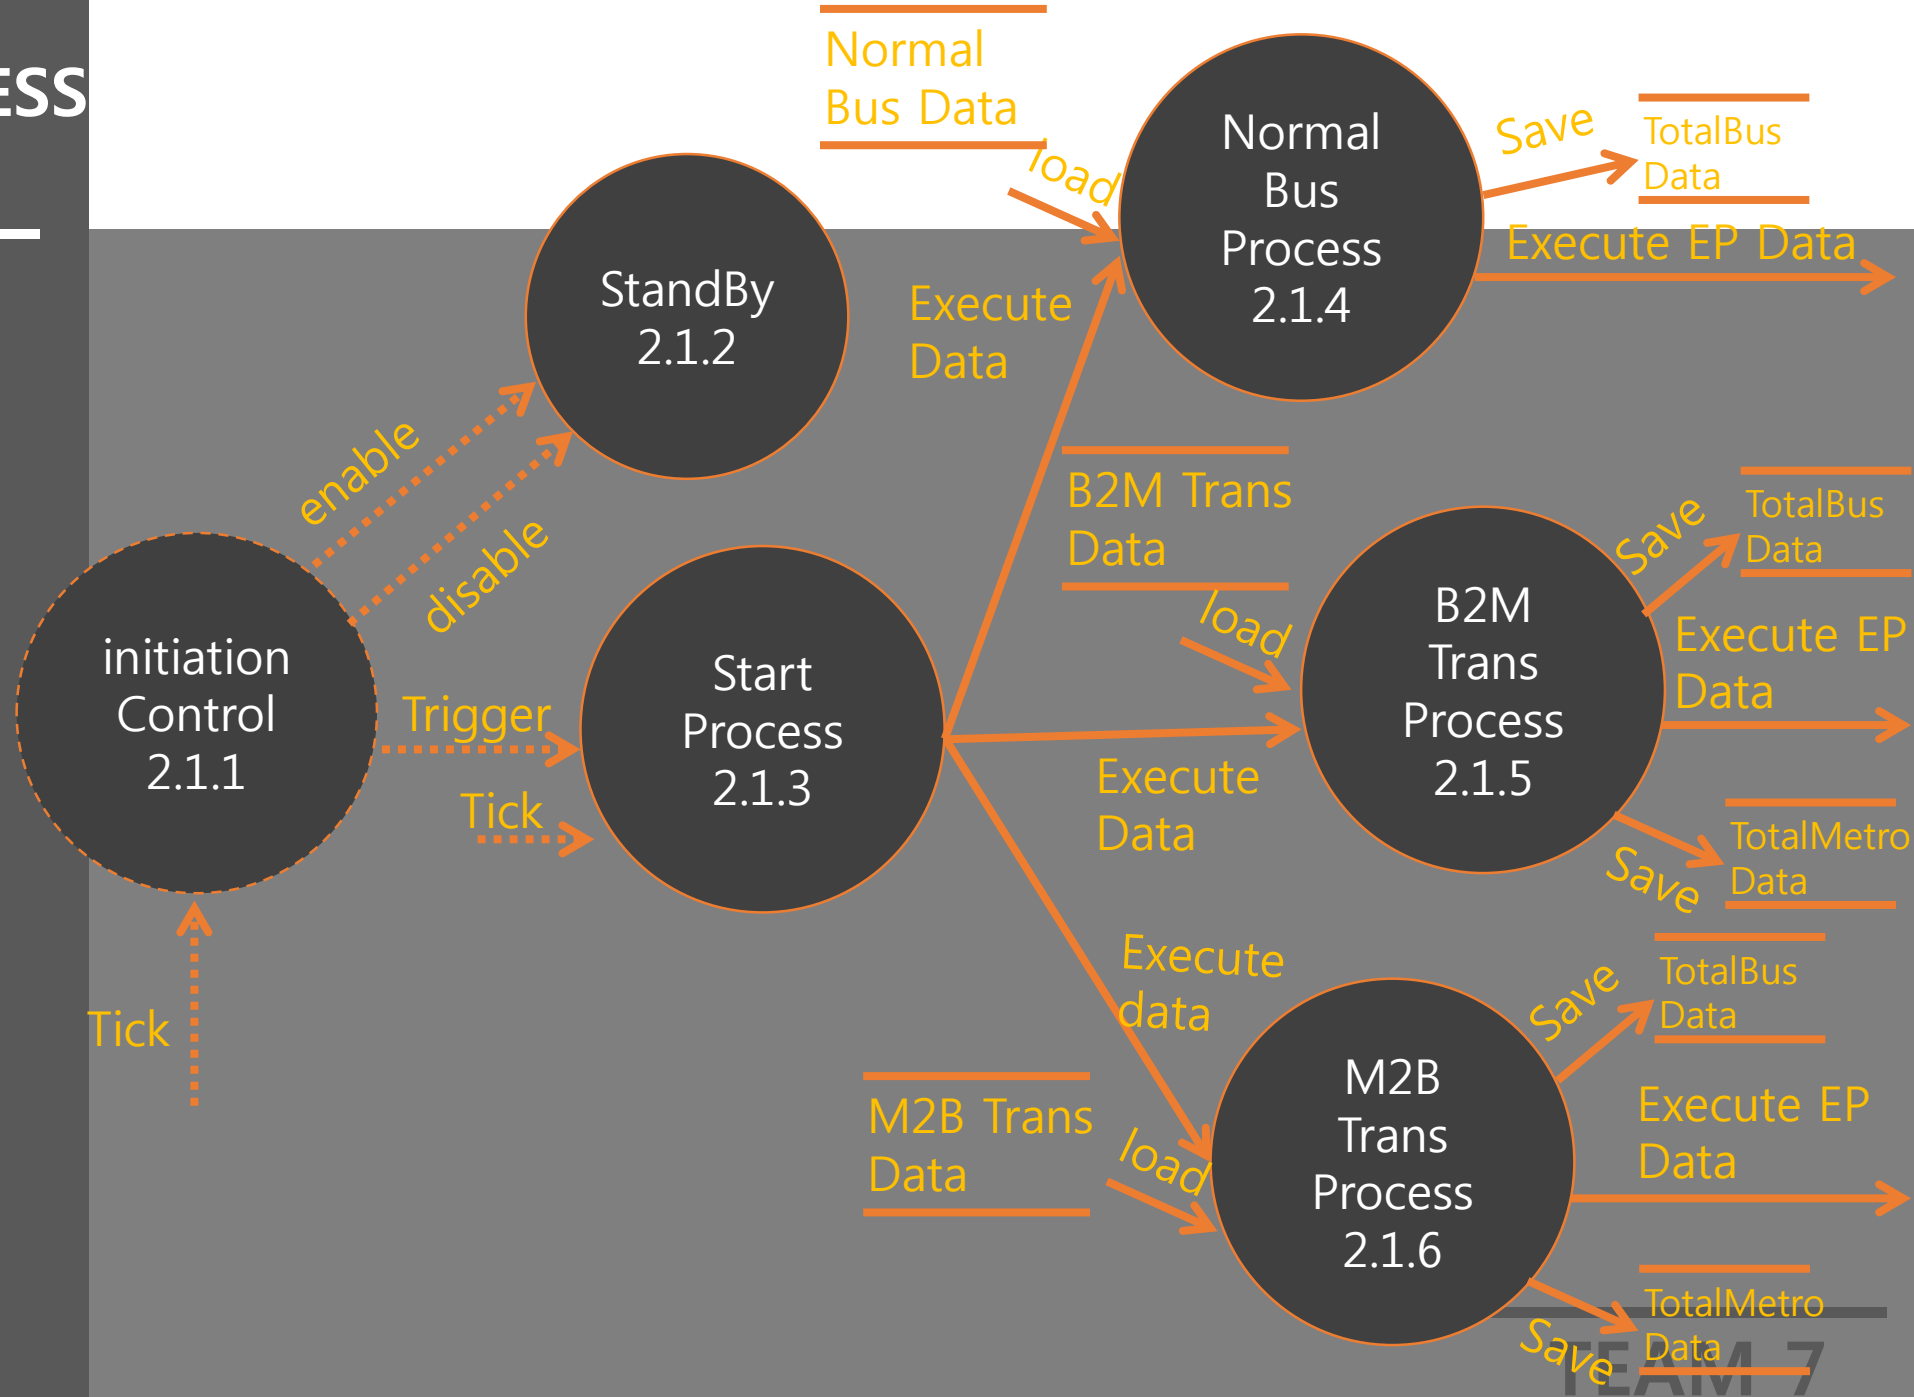 ESS
Normal
Bus Data
load
Normal
Bus
Process
2.1.4
Save
TotalBus
Data
Execute EP Data
StandBy
2.1.2
Execute
Data
enable
disable
B2M Trans
Data
load
B2M
Trans
Process
2.1.5
Save
TotalBus
Data
Execute EP
Data
initiation
Control
2.1.1
Trigger
Tick
Start
Process
2.1.3
Execute
Data
Save
TotalMetro
Data
Tick
Execute
data
M2B Trans
Data
load
M2B
Trans
Process
2.1.6
Save
TotalBus
Data
Execute EP
Data
Save
TotalMetro
Data
TEAM 7